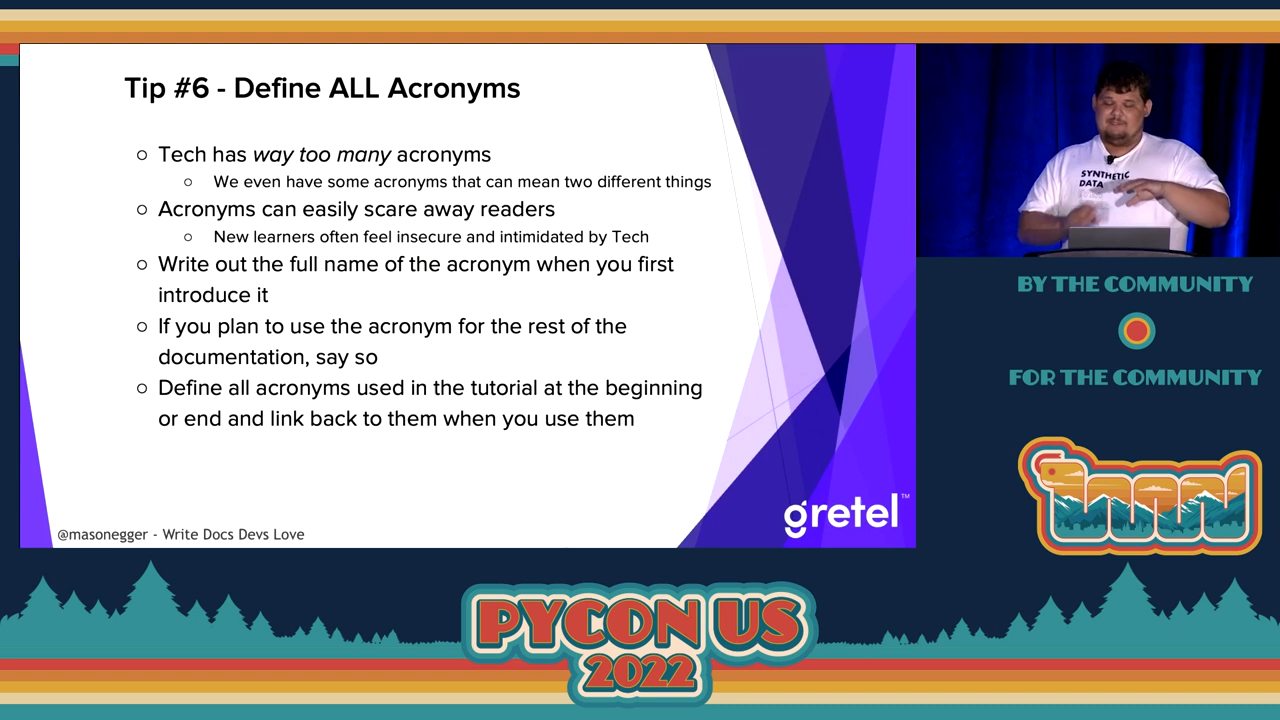 Tip #6 - Define ALL Acronyms
○ Tech has way too many acronyms
○ We even have some acronyms that can mean two different things
○ Acronyms can easily scare away readers
○ New learners often feel insecure and intimidated by Tech
○ Write out the full name of the acronym when you first
introduce it
○ If you plan to use the acronym for the rest of the
documentation, say so
○ Define all acronyms used in the tutorial at the beginning
or end and link back to them when you use them
@masonegger - Write Docs Devs Love
gretel™
SYNTHETIC
DATA
BY THE COMMUNITY
FOR THE COMMUNITY
PYCON US
2022